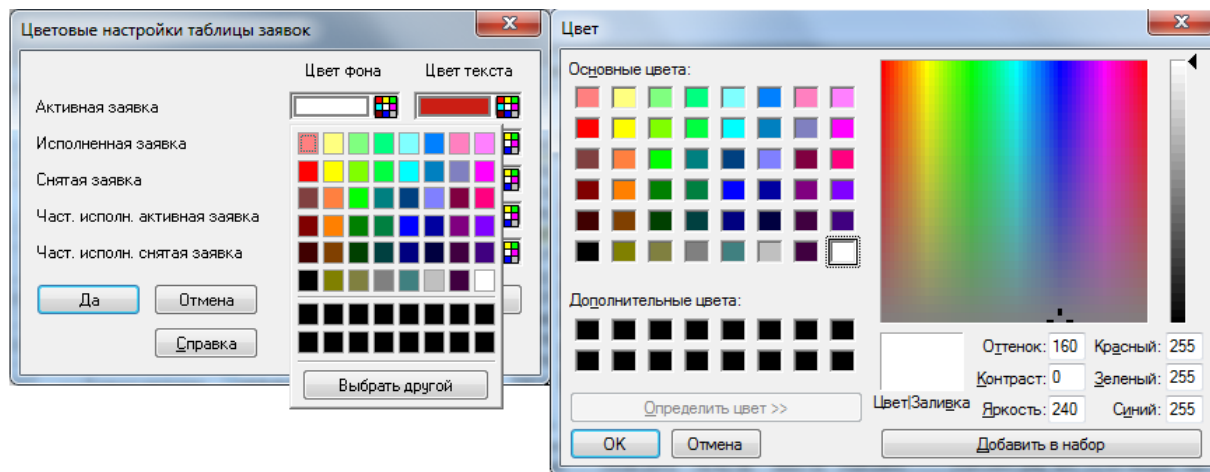 Цветовые настройки таблицы заявок
Цвет фона Цвет текста
Активная заявка
Исполненная заявка
Снятая заявка
Част. исполн. активная заявка
Част. исполн. снятая заявка
Да Отмена
Справка
Выбрать другой
Цвет
Основные цвета:
Дополнительные цвета:
Определить цвет >>
OK Отмена
Цвет|Заливка
Оттенок: 160 Красный: 255
Контраст: 0 Зеленый: 255
Яркость: 240 Синий: 255
Добавить в набор